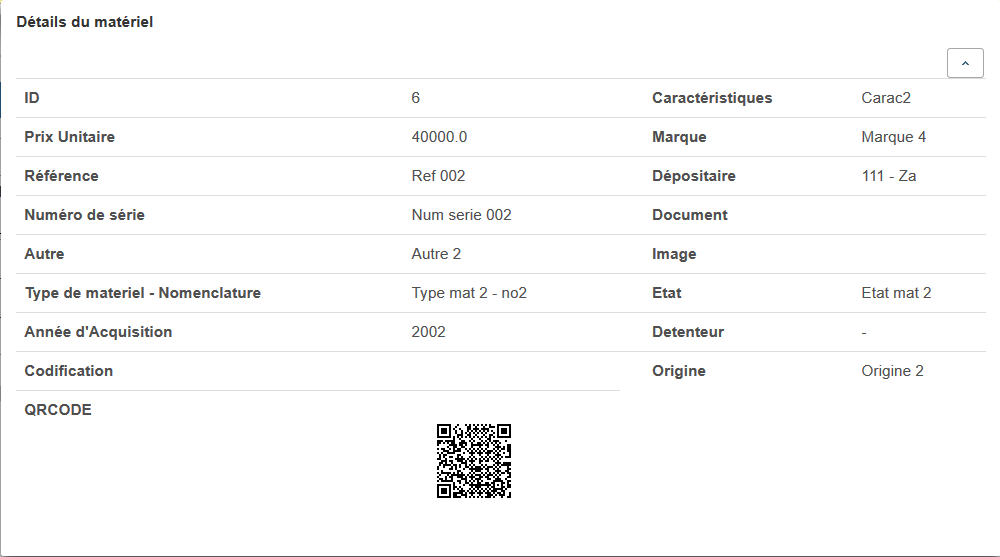 Détails du matériel
ID 6 Caractéristiques Carac2
Prix Unitaire 40000.0 Marque Marque 4
Référence Ref 002 Dépositaire 111 - Za
Numéro de série Num serie 002 Document
Autre Autre 2 Image
Type de materiel - Nomenclature Type mat 2 - no2 Etat Etat mat 2
Année d'Acquisition 2002 Detenteur -
Codification Origine Origine 2
QRCODE